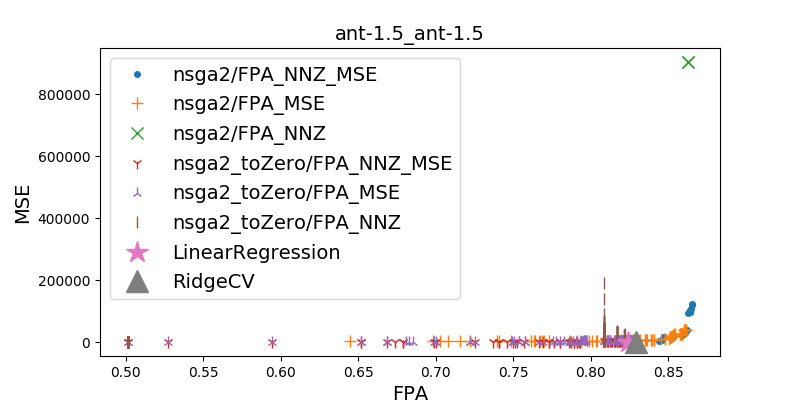 ant-1.5_ant-1.5
nsga2/FPA_NNZ_MSE
nsga2/FPA_MSE
nsga2/FPA_NNZ
nsga2_toZero/FPA_NNZ_MSE
nsga2_toZero/FPA_MSE
nsga2_toZero/FPA_NNZ
LinearRegression
RidgeCV
MSE
800000
600000
400000
200000
0
0.50 0.55 0.60 0.65 0.70 0.75 0.80 0.85
FPA